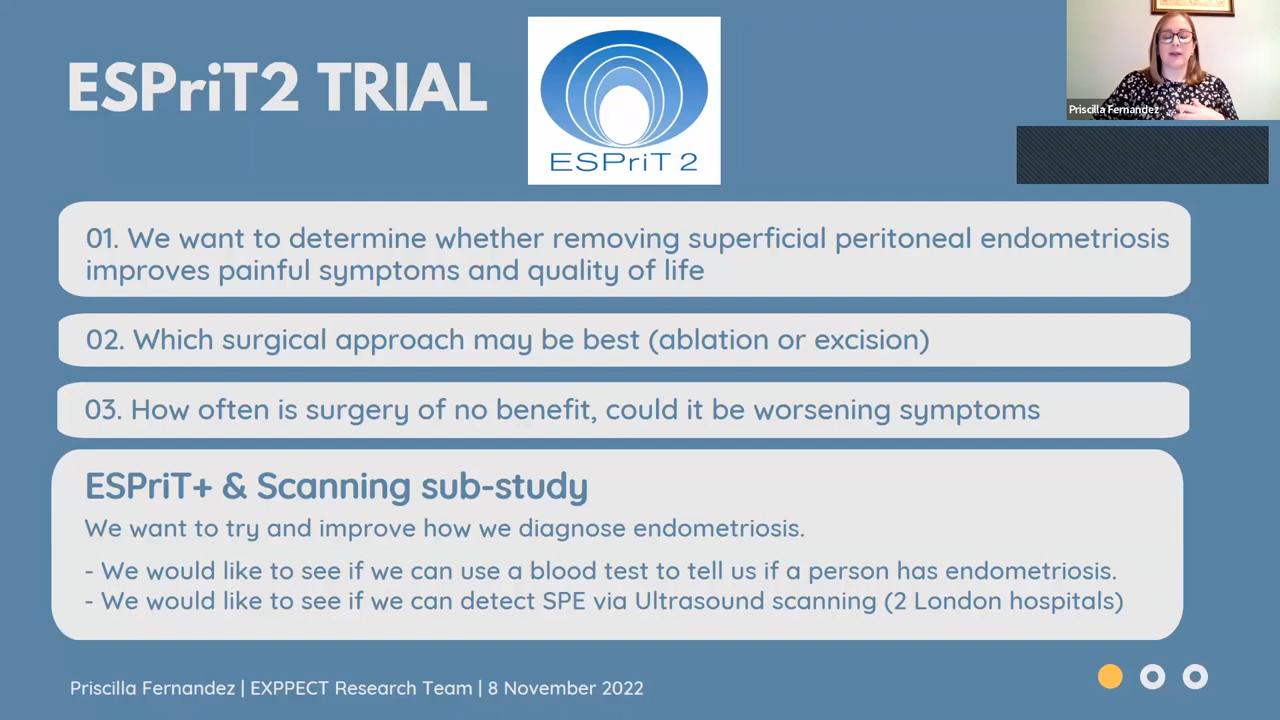 ESPriT2 TRIAL
ESPriT 2
Priscilla Fernandez
01. We want to determine whether removing superficial peritoneal endometriosis
improves painful symptoms and quality of life
02. Which surgical approach may be best (ablation or excision)
03. How often is surgery of no benefit, could it be worsening symptoms
ESPriT+ & Scanning sub-study
We want to try and improve how we diagnose endometriosis.
- We would like to see if we can use a blood test to tell us if a person has endometriosis.
- We would like to see if we can detect SPE via Ultrasound scanning (2 London hospitals)
Priscilla Fernandez | EXPPECT Research Team | 8 November 2022